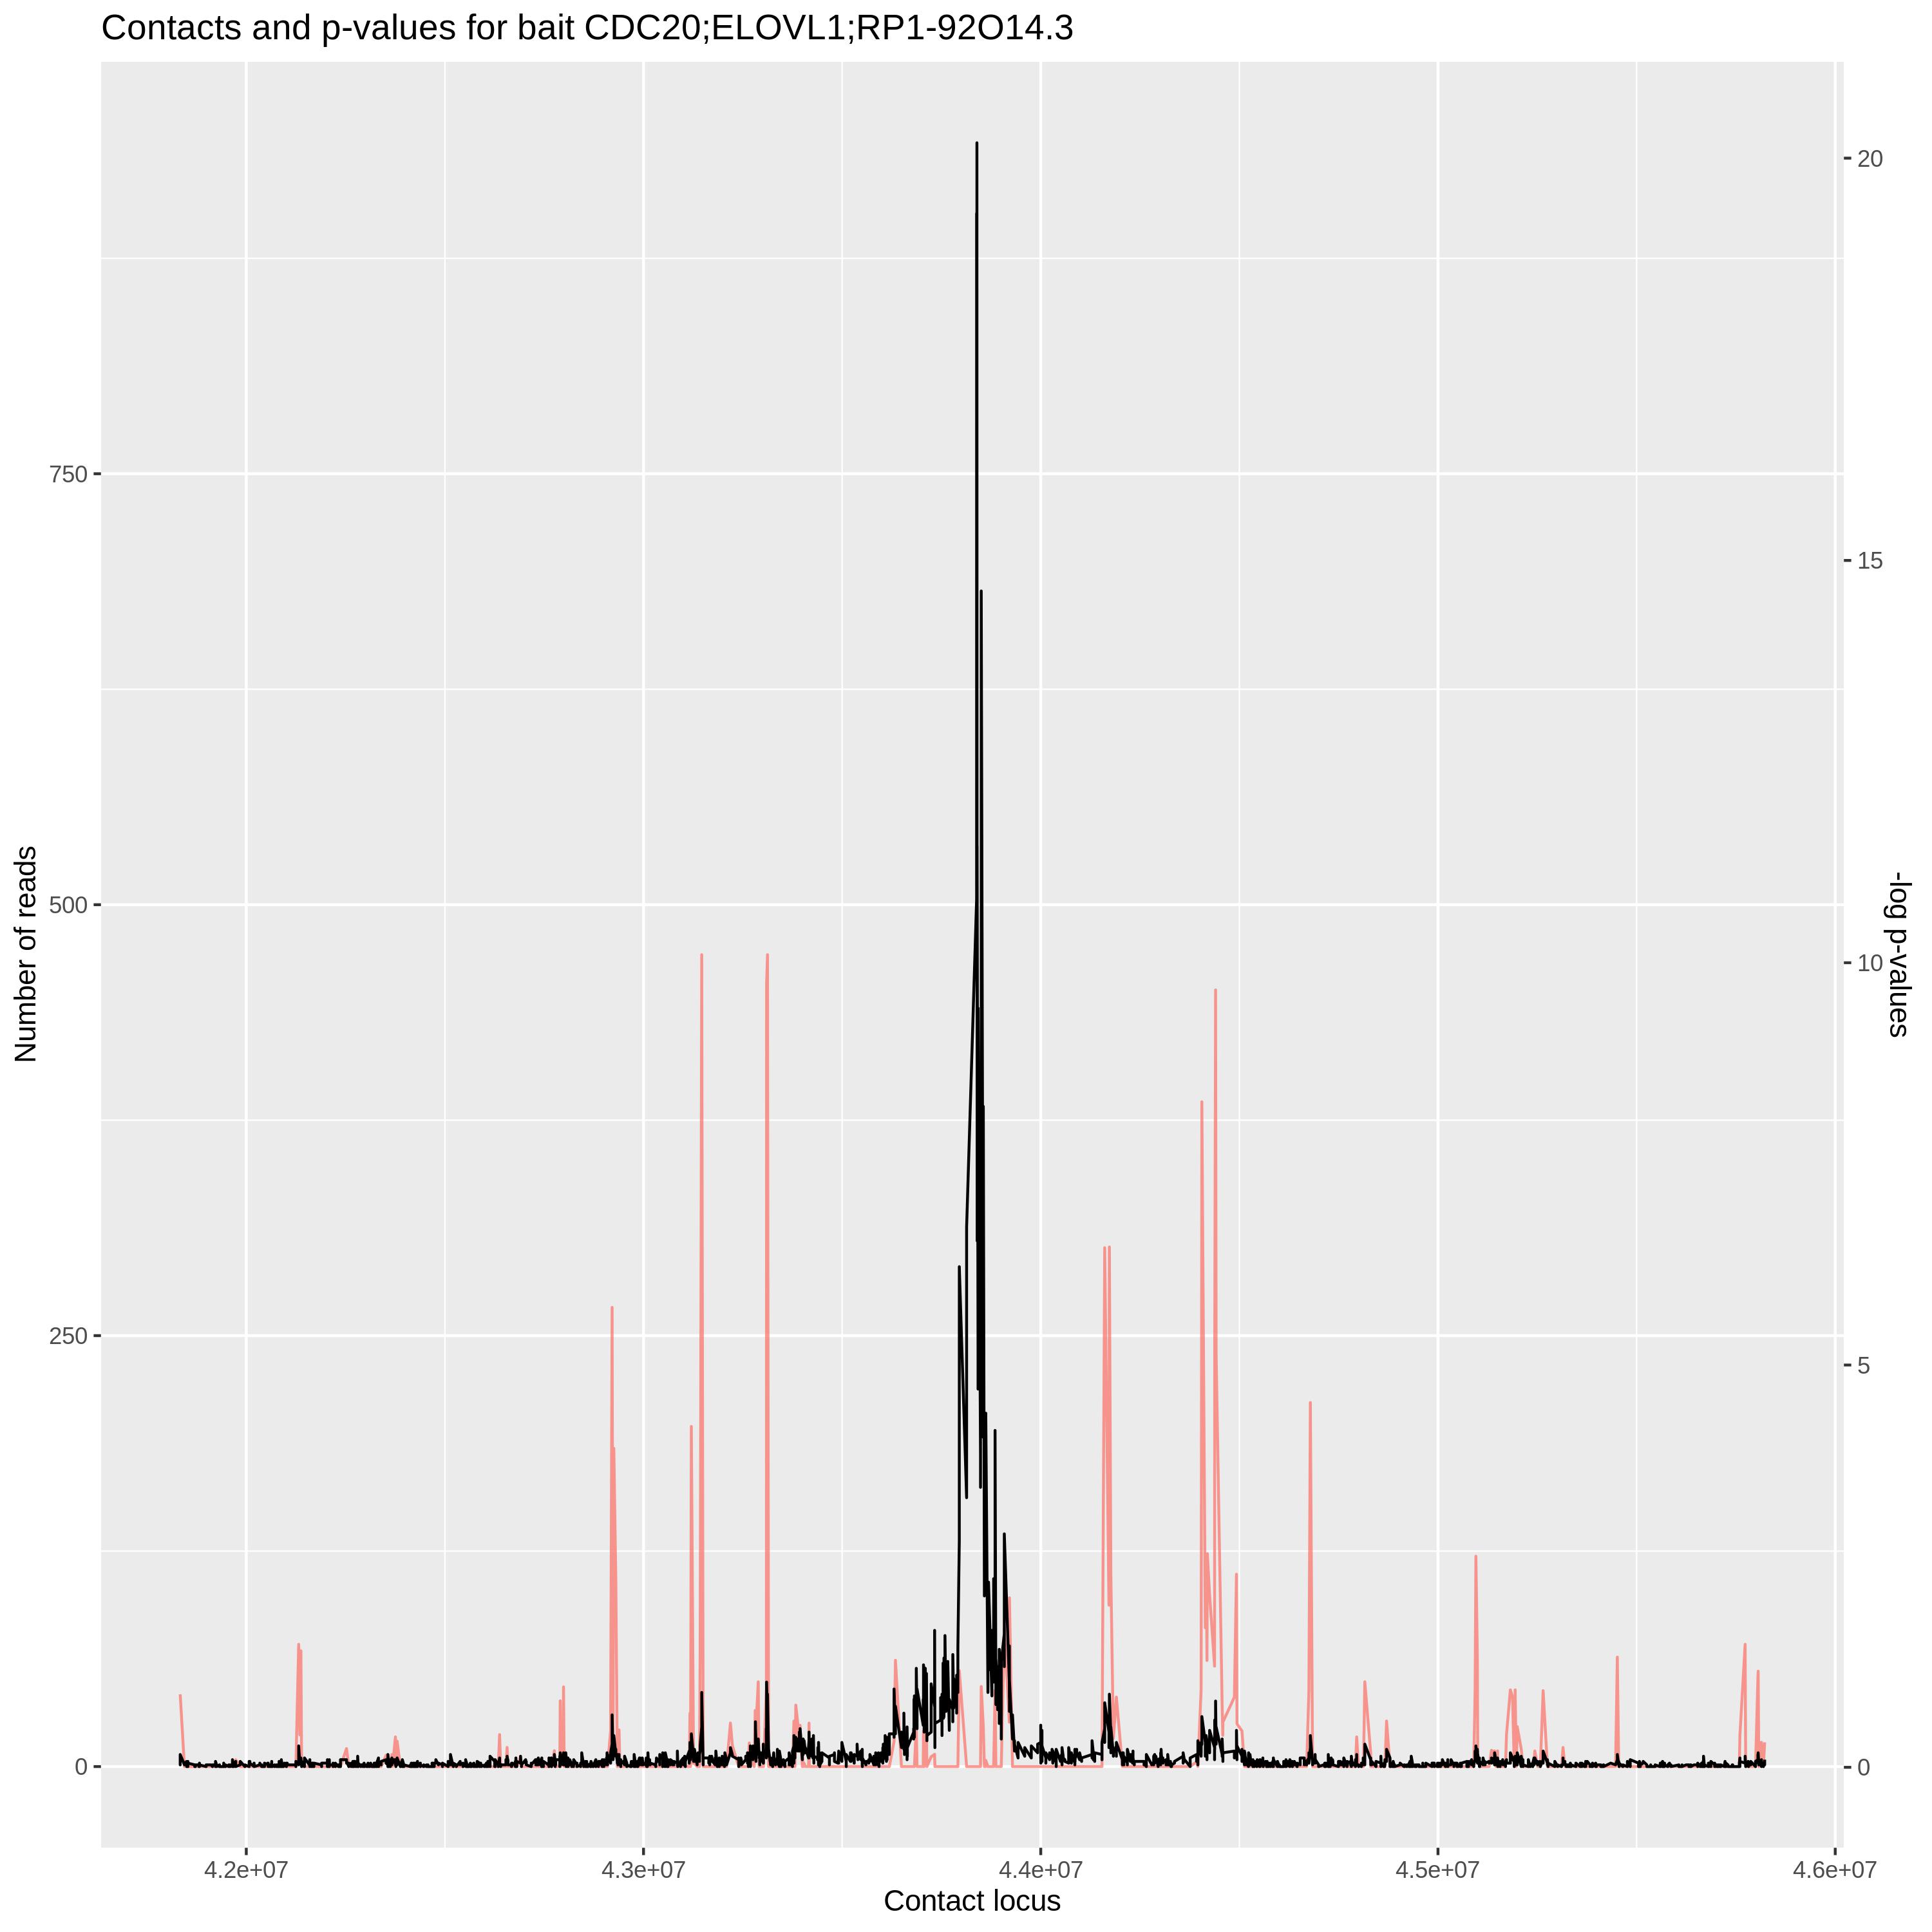 Contacts and p-values for bait CDC20;ELOVL1;RP1-92O14.3
Number of reads
750
500
250
0
20
15
10
5
0
-log p-values
4.2e+07
4.3e+07
4.4e+07
4.5e+07
4.6e+07
Contact locus